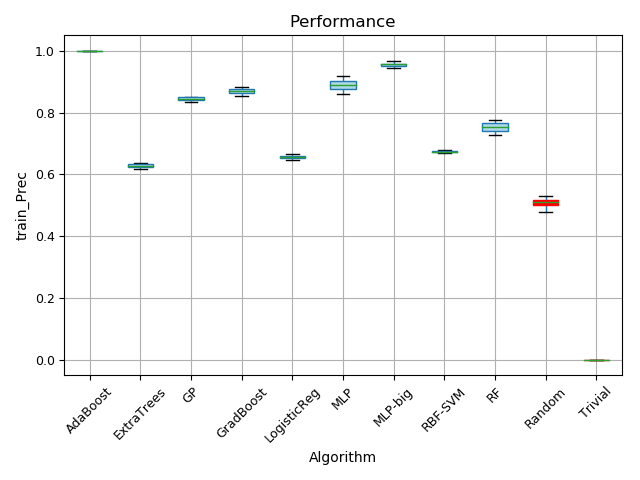 Performance
train_Prec
1.0
0.8
0.6
0.4
0.2
0.0
AdaBoost
ExtraTrees
GP
GradBoost
LogisticReg
MLP
MLP-big
RBF-SVM
RF
Random
Trivial
Algorithm